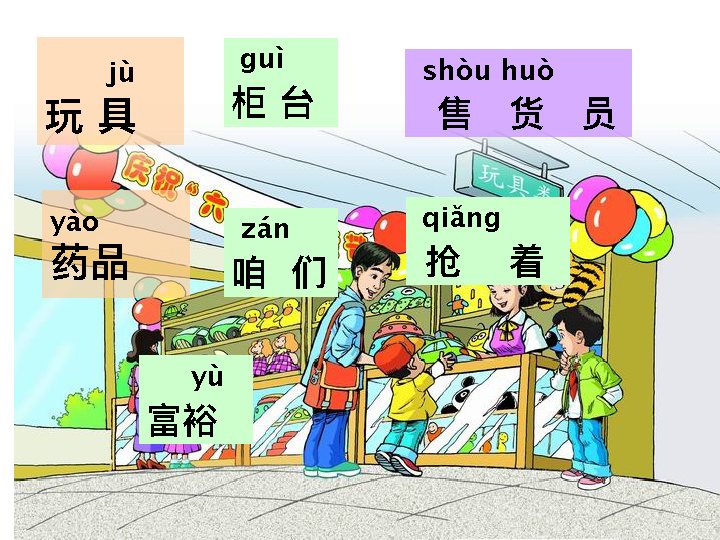 jù
玩 具
guì
柜 台
shòu huò
售 货 员
庆祝“六
玩具类
yào
药品
zán
咱 们
qiǎng
抢 着
yù
富裕